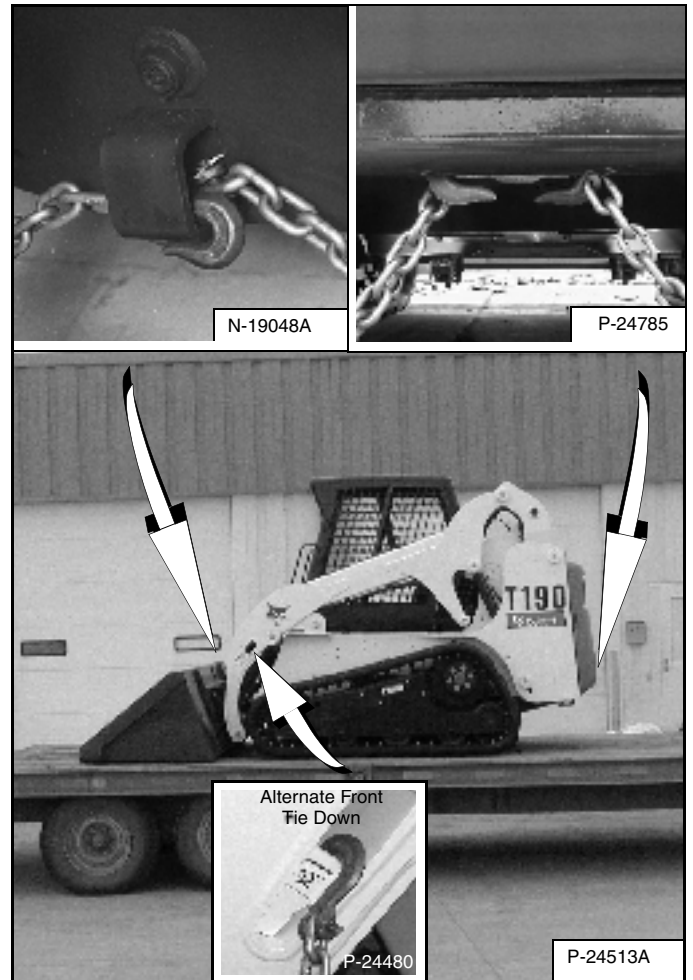 N-19048A
P-24785
T190
Alternate Front
Tie Down
P-24480
P-24513A